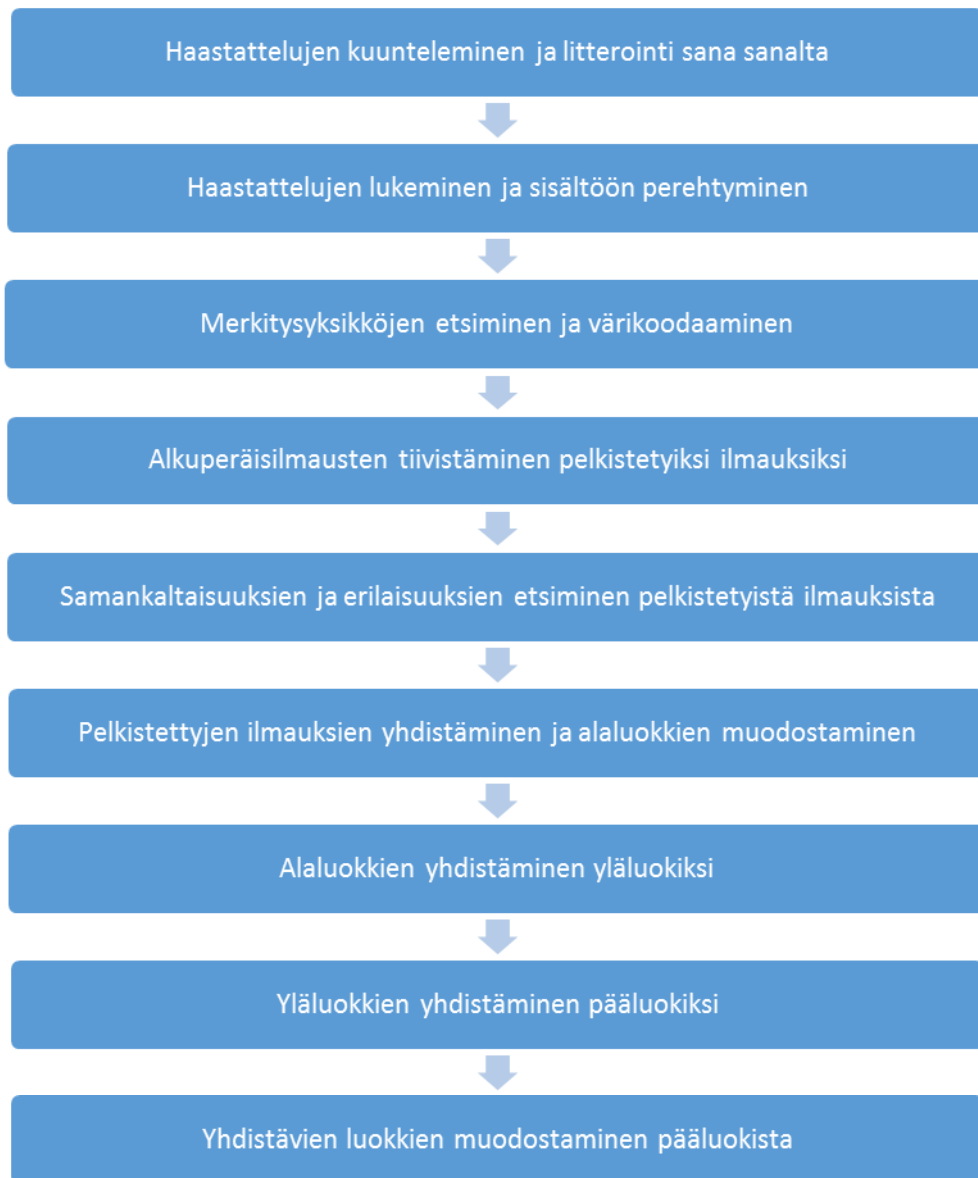 Haastattelujen kuunteleminen ja litterointi sana sanalta
Haastattelujen lukeminen ja sisältöön perehtyminen
Merkitysyksikköjen etsiminen ja värikoodaaminen
Alkuperäisilmausten tiivistäminen pelkistetyiksi ilmauksiksi
Samankaltaisuuksien ja erilaisuuksien etsiminen pelkistetyistä ilmauksista
Pelkistettyjen ilmauksien yhdistäminen ja alaluokkien muodostaminen
Alaluokkien yhdistäminen yläluokiksi
Yläluokkien yhdistäminen pääluokiksi
Yhdistävien luokkien muodostaminen pääluokista